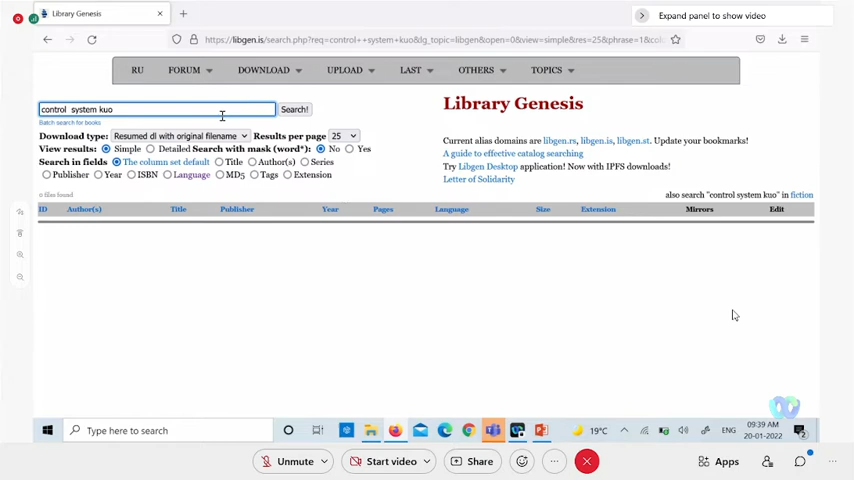 Library Genesis
Expand panel to show video
https://libgen.is/search.php?req=control++system+kuo&lg_topic=libgen&open=0&view=simple&res=25&phrase=1&col
RU FORUM DOWNLOAD UPLOAD LAST OTHERS TOPICS
control system kuo Search!
Batch search for books
Download type: Resumed dl with original filename Results per page 25
View results: Simple Detailed Search with mask (word*): No Yes
Search in fields The column set default Title Author(s) Series
Publisher Year ISBN Language MD5 Tags Extension
0 files found
Library Genesis
Current alias domains are libgen.rs, libgen.is, libgen.st. Update your bookmarks!
A guide to effective catalog searching
Try Libgen Desktop application! Now with IPFS downloads!
Letter of Solidarity
also search "control system kuo" in fiction
ID Author(s) Title Publisher Year Pages Language Size Extension Mirrors Edit
Type here to search
19°C
ENG
09:39 AM
20-01-2022
2
Unmute Start video Share Apps